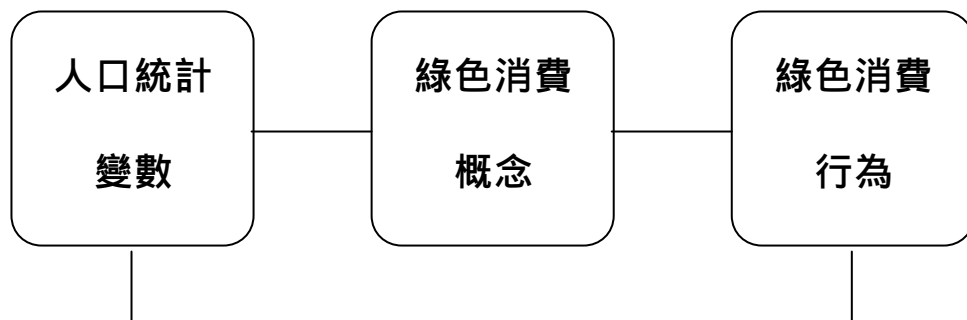 人口統計
變數
綠色消費
概念
綠色消費
行為